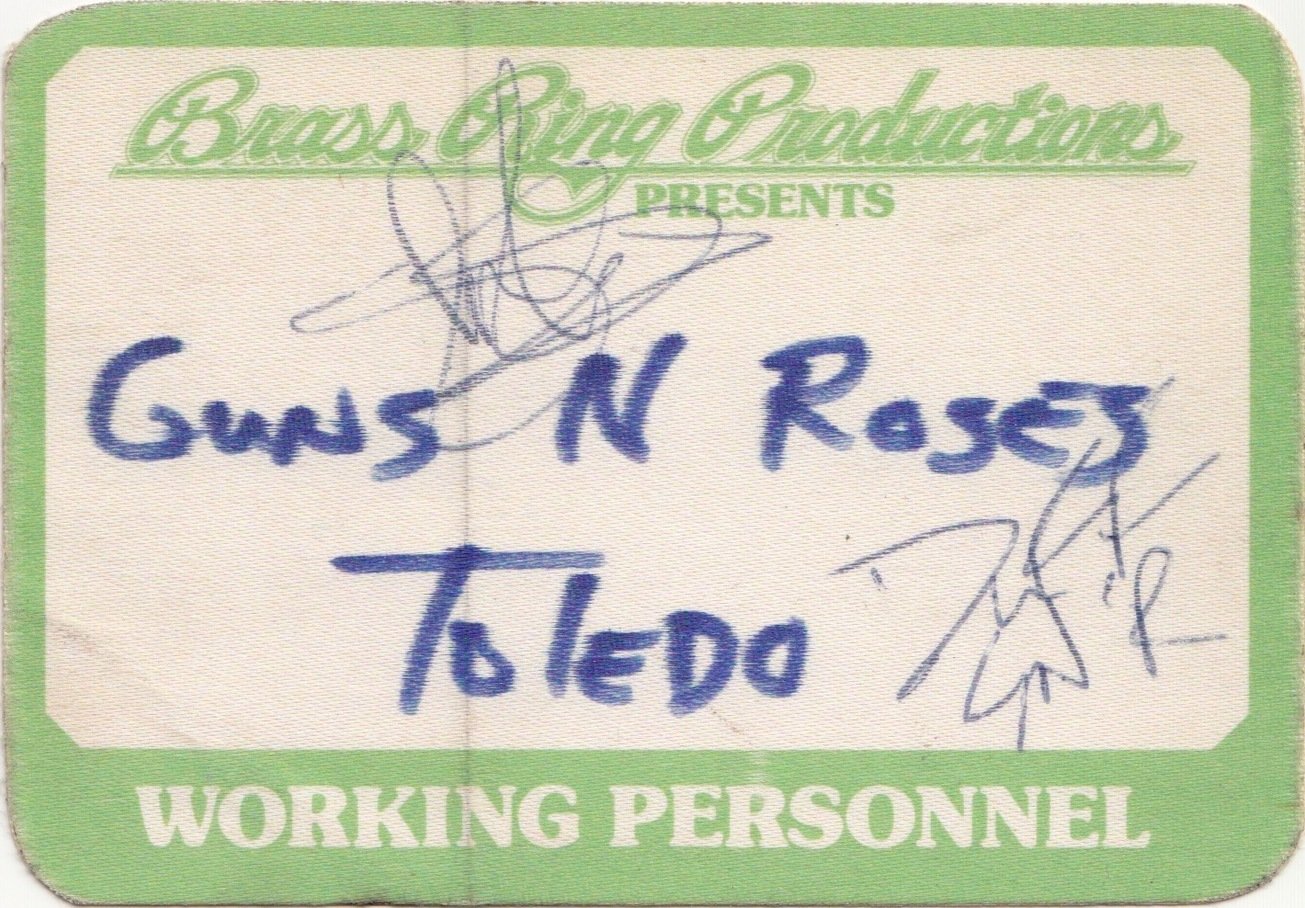 Brass Ring Productions
PRESENTS
GUNS N ROSES
TOLEDO
WORKING PERSONNEL